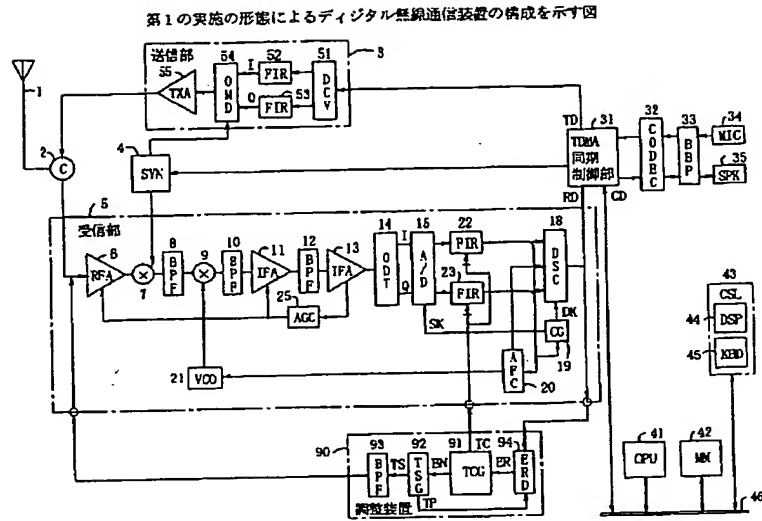 第1の実施の形態によるディジタル無線通信装置の構成を示す図
送信部
3
55
TXA
54
QMD
I
Q
52
FIR
53
FIR
51
DCV
1
2
C
4
SYN
TD
31
TDMA
同期
制御部
RD
CD
32
CODEC
33
BBP
34
MIC
35
SPK
5
受信部
6
RFA
7
8
BPF
9
10
BPF
11
IFA
12
BPF
13
IFA
14
ODT
I
Q
15
A/D
22
FIR
23
FIR
18
DSC
25
AGC
SK
DK
CG
19
21
VCO
AFC
20
43
CSL
44
DSP
45
KBD
90
93
BPF
TS
92
TSG
EN
TP
91
TC
TCG
ER
94
ERD
調整装置
41
CPU
42
MM
46